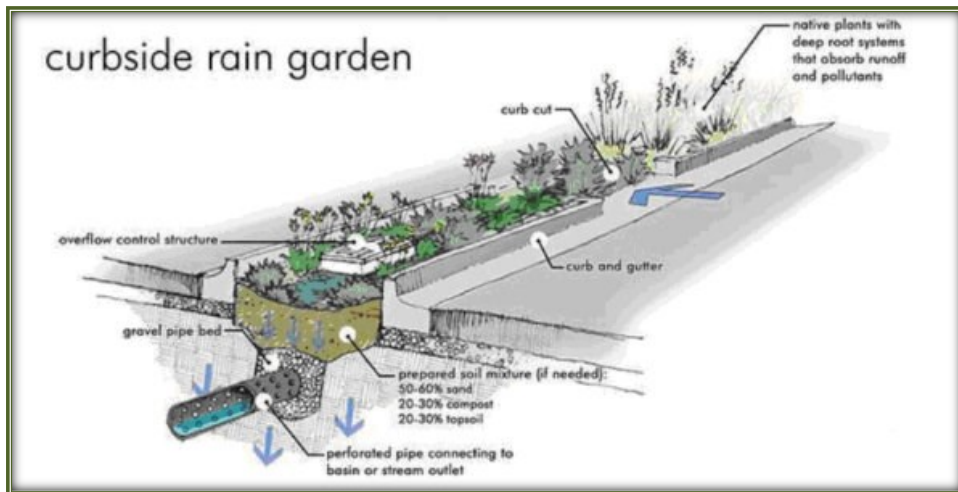 curbside rain garden
native plants with
deep root systems
that absorb runoff
and pollutants
curb cut
overflow control structure
curb and gutter
gravel pipe bed
prepared soil mixture (if needed):
50-60% sand
20-30% compost
20-30% topsoil
perforated pipe connecting to
basin or stream outlet